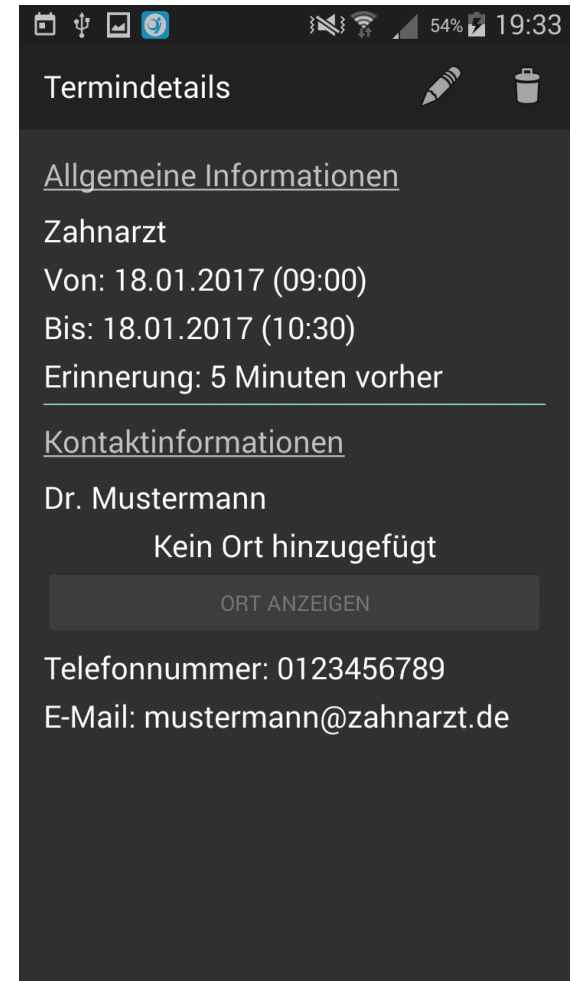 54% 19:33
Termindetails
Allgemeine Informationen
Zahnarzt
Von: 18.01.2017 (09:00)
Bis: 18.01.2017 (10:30)
Erinnerung: 5 Minuten vorher
Kontaktinformationen
Dr. Mustermann
Kein Ort hinzugefügt
ORT ANZEIGEN
Telefonnummer: 0123456789
E-Mail: mustermann@zahnarzt.de